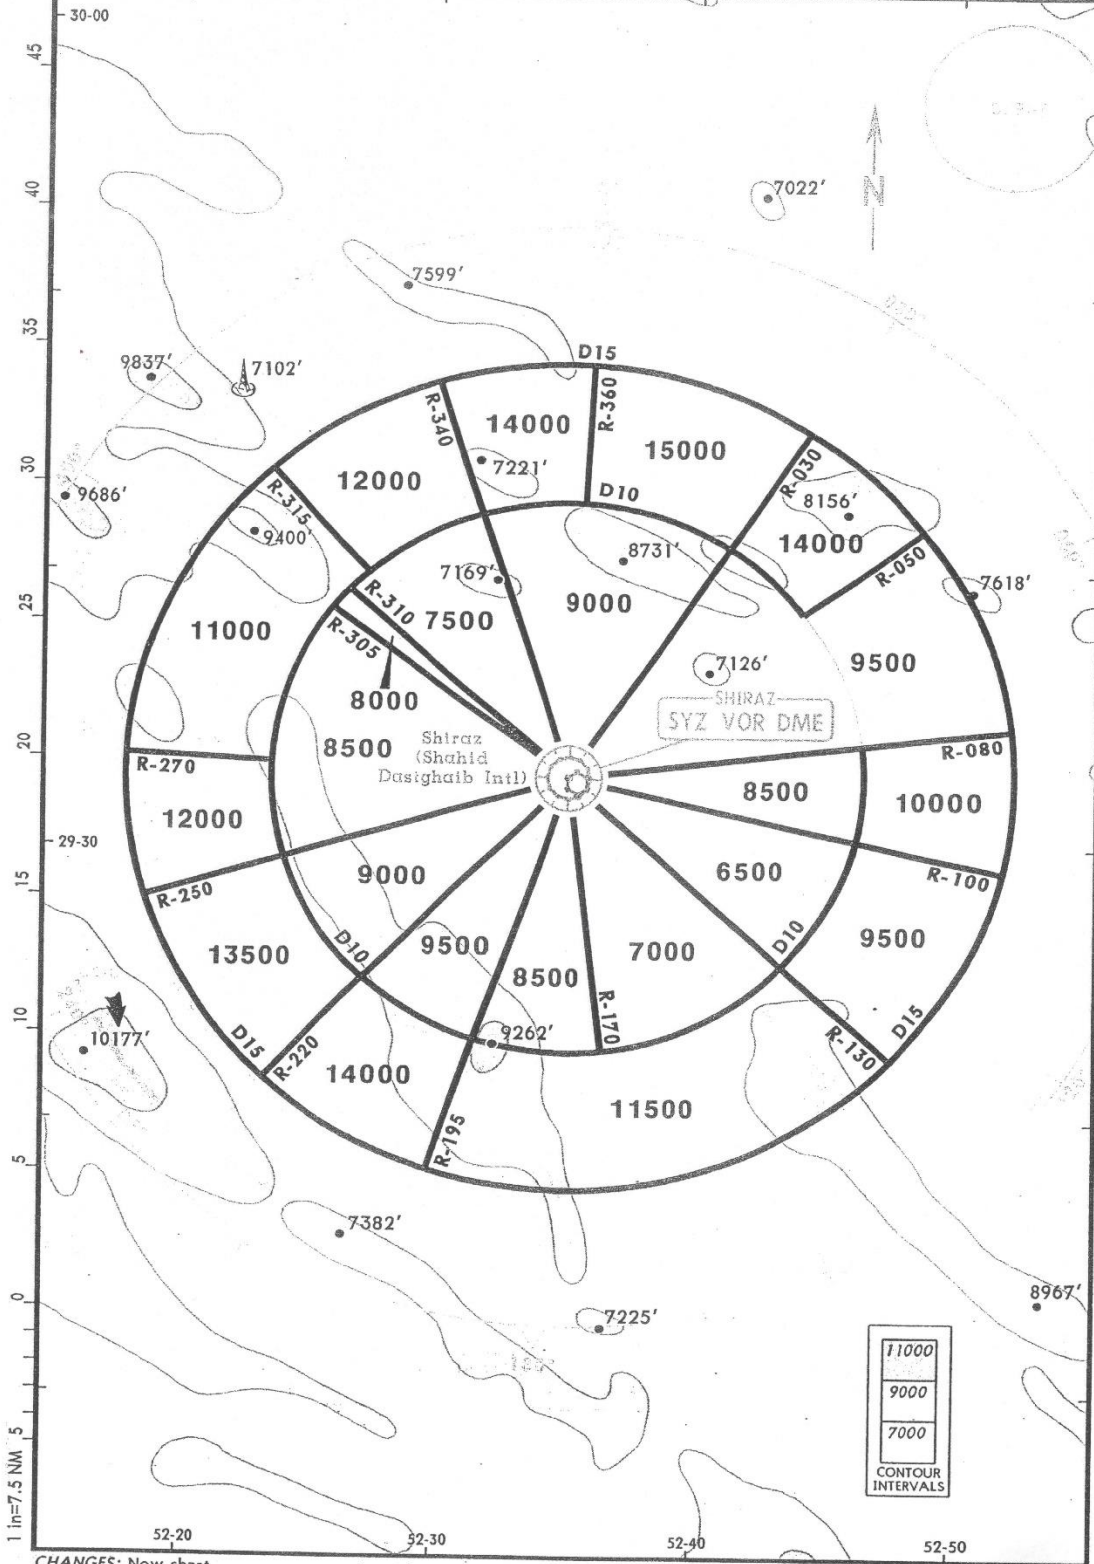 30-00
45
40
35
30
25
20
29-30
15
10
5
0
5
1 in=7.5 NM
N
7022'
7599'
9837'
7102'
9686'
9400'
7221'
7169'
8731'
8156'
7618'
7126'
10177'
9262'
7382'
7225'
8967'
D15
R-360
R-340
14000
15000
R-030
12000
R-315
D10
14000
R-050
R-310
7500
9000
R-305
11000
8000
9500
8500
Shiraz
(Shahid
Dastghaib Intl)
SHIRAZ
SYZ VOR DME
R-080
R-270
8500
10000
12000
R-100
R-250
9000
6500
9500
13500
D10
9500
8500
7000
D10
R-170
D15
R-220
14000
R-195
11500
R-130
D15
11000
9000
7000
CONTOUR
INTERVALS
52-20
52-30
52-40
52-50
CHANGES: New chart